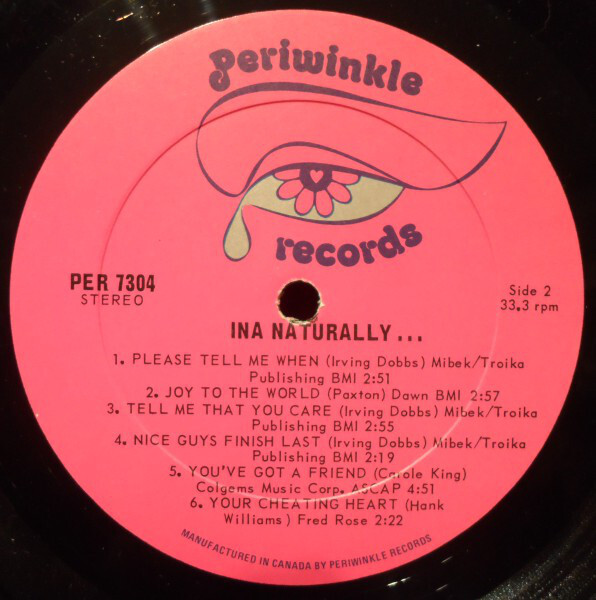 periwinkle
records
PER 7304
STEREO
Side 2
33.3 rpm
INA NATURALLY...
1. PLEASE TELL ME WHEN (Irving Dobbs) Mibek/Troika
Publishing BMI 2:51
2. JOY TO THE WORLD (Paxton) Dawn BMI 2:57
3. TELL ME THAT YOU CARE (Irving Dobbs) Mibek/Troika
Publishing BMI 2:55
4. NICE GUYS FINISH LAST (Irving Dobbs) Mibek/Troika
Publishing BMI 2:19
5. YOU'VE GOT A FRIEND (Carole King)
Colgems Music Corp. ASCAP 4:51
6. YOUR CHEATING HEART (Hank
Williams) Fred Rose 2:22
MANUFACTURED IN CANADA BY PERIWINKLE RECORDS